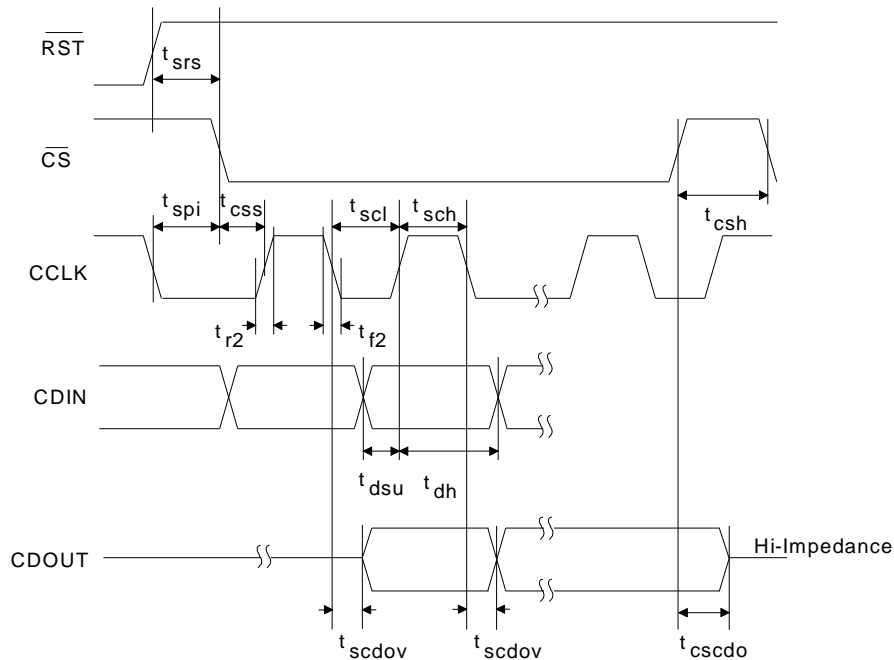 RST
t srs
CS
t spi
t css
t scl
t sch
t csh
CCLK
t r2
t f2
CDIN
t dsu
t dh
CDOUT
Hi-Impedance
t scdov
t scdov
t cscdo